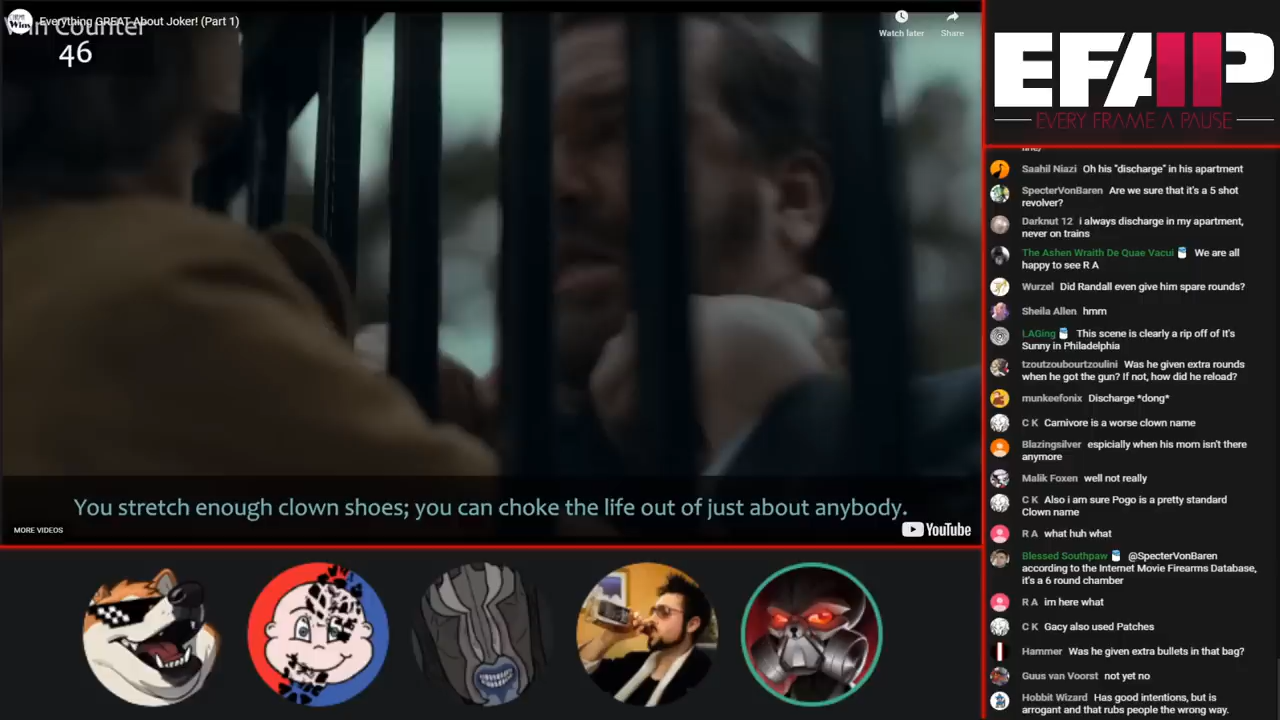 Everything GREAT About Joker! (Part 1)
Win Counter
46
Watch later
Share
You stretch enough clown shoes; you can choke the life out of just about anybody.
MORE VIDEOS
YouTube
EFAP
EVERY FRAME A PAUSE
Saahil Niazi Oh his "discharge" in his apartment
SpecterVonBaren Are we sure that it's a 5 shot
revolver?
Darknut 12 i always discharge in my apartment,
never on trains
The Ashen Wraith De Quae Vacui We are all
happy to see R A
Wurzel Did Randall even give him spare rounds?
Sheila Allen hmm
LAGing This scene is clearly a rip off of It's
Sunny in Philadelphia
tzoutzoubourtzoulini Was he given extra rounds
when he got the gun? If not, how did he reload?
munkeefonix Discharge *dong*
C K Carnivore is a worse clown name
Blazingsilver espicially when his mom isn't there
anymore
Malik Foxen well not really
C K Also i am sure Pogo is a pretty standard
Clown name
R A what huh what
Blessed Southpaw @SpecterVonBaren
according to the Internet Movie Firearms Database,
it's a 6 round chamber
R A im here what
C K Gacy also used Patches
Hammer Was he given extra bullets in that bag?
Guus van Voorst not yet no
Hobbit Wizard Has good intentions, but is
arrogant and that rubs people the wrong way.